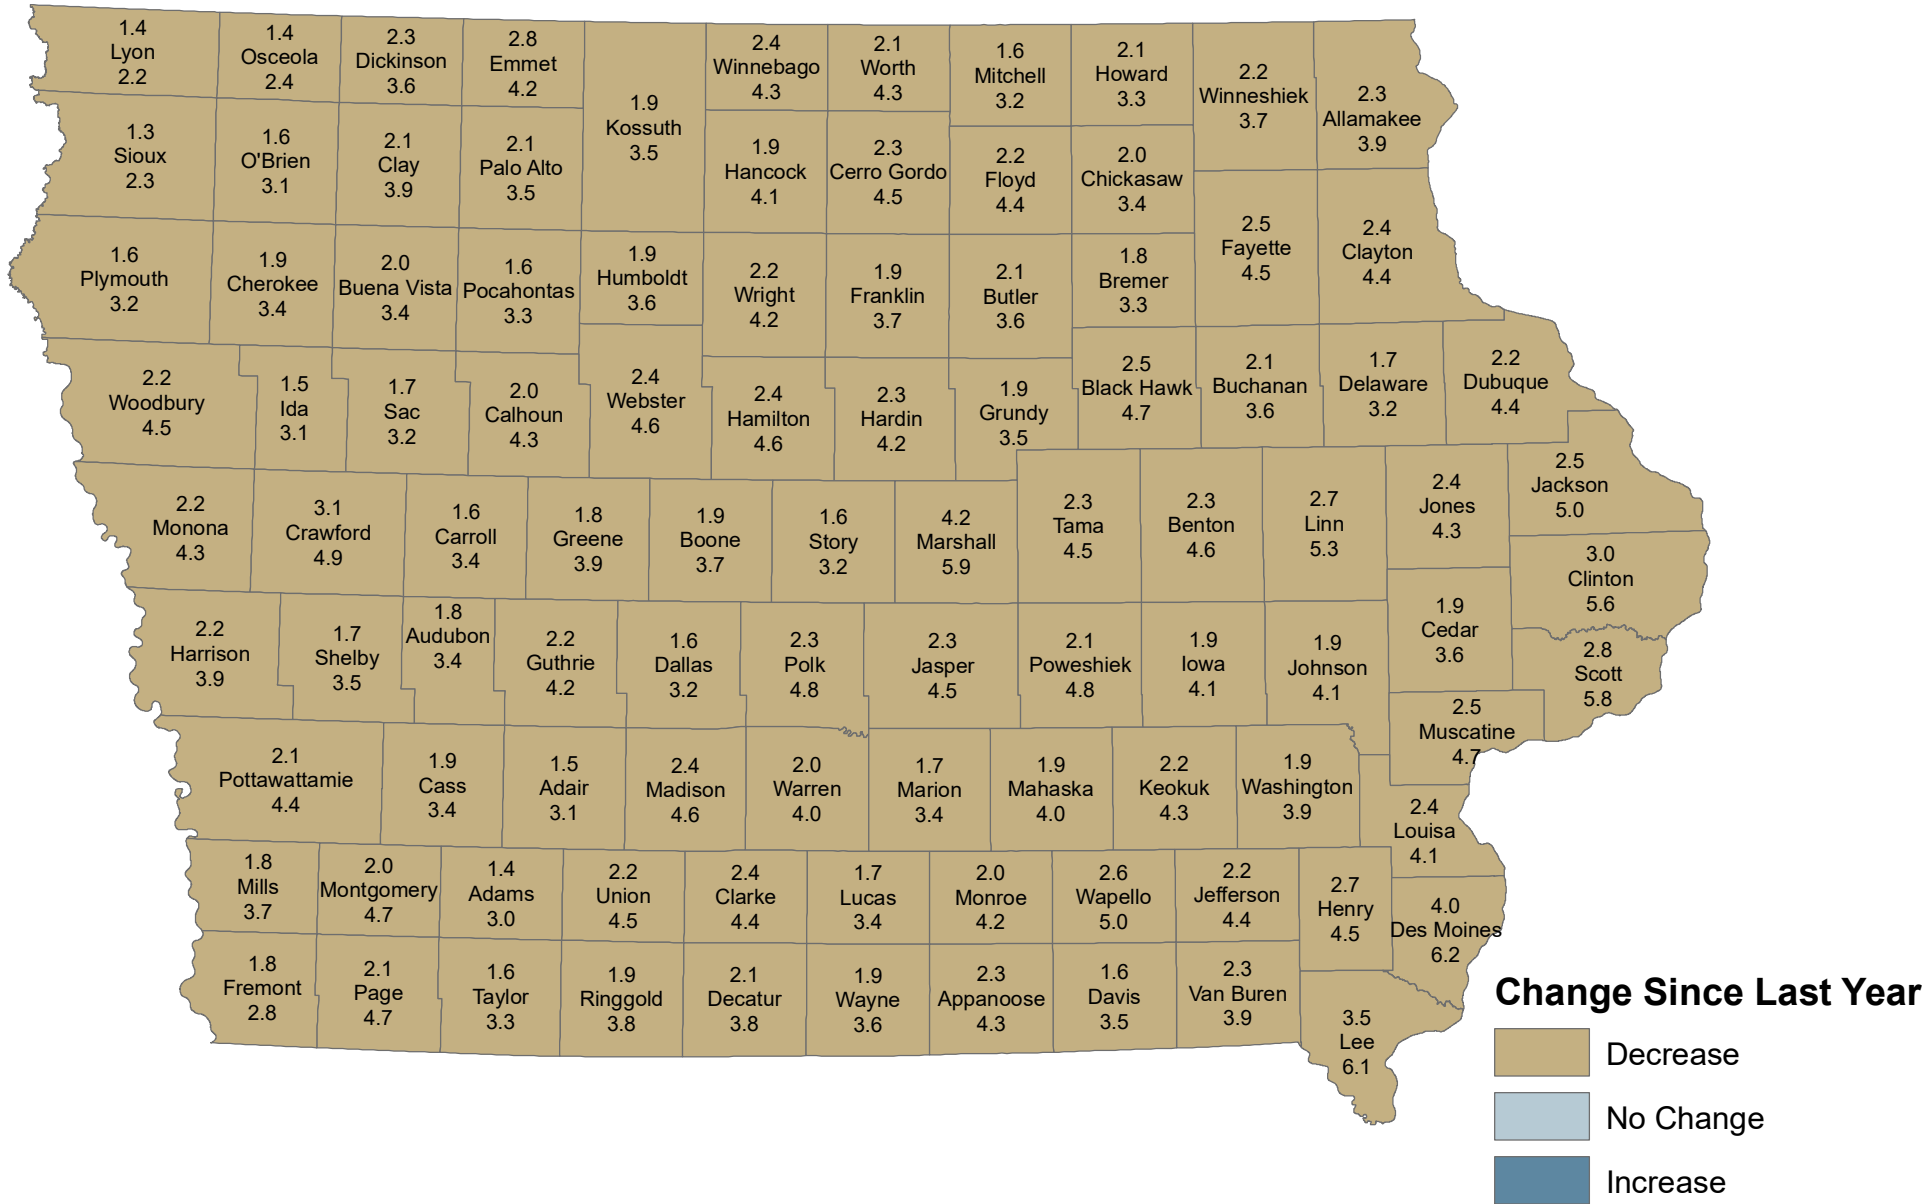 1.4
Lyon
2.2
1.4
Osceola
2.4
2.3
Dickinson
3.6
2.8
Emmet
4.2
1.9
Kossuth
3.5
2.4
Winnebago
4.3
2.1
Worth
4.3
1.6
Mitchell
3.2
2.1
Howard
3.3
2.2
Winneshiek
3.7
2.3
Allamakee
3.9
1.3
Sioux
2.3
1.6
O'Brien
3.1
2.1
Clay
3.9
2.1
Palo Alto
3.5
1.9
Hancock
4.1
2.3
Cerro Gordo
4.5
2.2
Floyd
4.4
2.0
Chickasaw
3.4
1.6
Plymouth
3.2
1.9
Cherokee
3.4
2.0
Buena Vista
3.4
1.6
Pocahontas
3.3
1.9
Humboldt
3.6
2.2
Wright
4.2
1.9
Franklin
3.7
2.1
Butler
3.6
1.8
Bremer
3.3
2.5
Fayette
4.5
2.4
Clayton
4.4
2.2
Woodbury
4.5
1.5
Ida
3.1
1.7
Sac
3.2
2.0
Calhoun
4.3
2.4
Webster
4.6
2.4
Hamilton
4.6
2.3
Hardin
4.2
1.9
Grundy
3.5
2.5
Black Hawk
4.7
2.1
Buchanan
3.6
1.7
Delaware
3.2
2.2
Dubuque
4.4
2.2
Monona
4.3
3.1
Crawford
4.9
1.6
Carroll
3.4
1.8
Greene
3.9
1.9
Boone
3.7
1.6
Story
3.2
4.2
Marshall
5.9
2.3
Tama
4.5
2.3
Benton
4.6
2.7
Linn
5.3
2.4
Jones
4.3
2.5
Jackson
5.0
3.0
Clinton
5.6
2.2
Harrison
3.9
1.7
Shelby
3.5
1.8
Audubon
3.4
2.2
Guthrie
4.2
1.6
Dallas
3.2
2.3
Polk
4.8
2.3
Jasper
4.5
2.1
Poweshiek
4.8
1.9
Iowa
4.1
1.9
Johnson
4.1
1.9
Cedar
3.6
2.8
Scott
5.8
2.5
Muscatine
4.7
2.1
Pottawattamie
4.4
1.9
Cass
3.4
1.5
Adair
3.1
2.4
Madison
4.6
2.0
Warren
4.0
1.7
Marion
3.4
1.9
Mahaska
4.0
2.2
Keokuk
4.3
1.9
Washington
3.9
2.4
Louisa
4.1
1.8
Mills
3.7
2.0
Montgomery
4.7
1.4
Adams
3.0
2.2
Union
4.5
2.4
Clarke
4.4
1.7
Lucas
3.4
2.0
Monroe
4.2
2.6
Wapello
5.0
2.2
Jefferson
4.4
2.7
Henry
4.5
4.0
Des Moines
6.2
1.8
Fremont
2.8
2.1
Page
4.7
1.6
Taylor
3.3
1.9
Ringgold
3.8
2.1
Decatur
3.8
1.9
Wayne
3.6
2.3
Appanoose
4.3
1.6
Davis
3.5
2.3
Van Buren
3.9
3.5
Lee
6.1
Change Since Last Year
Decrease
No Change
Increase